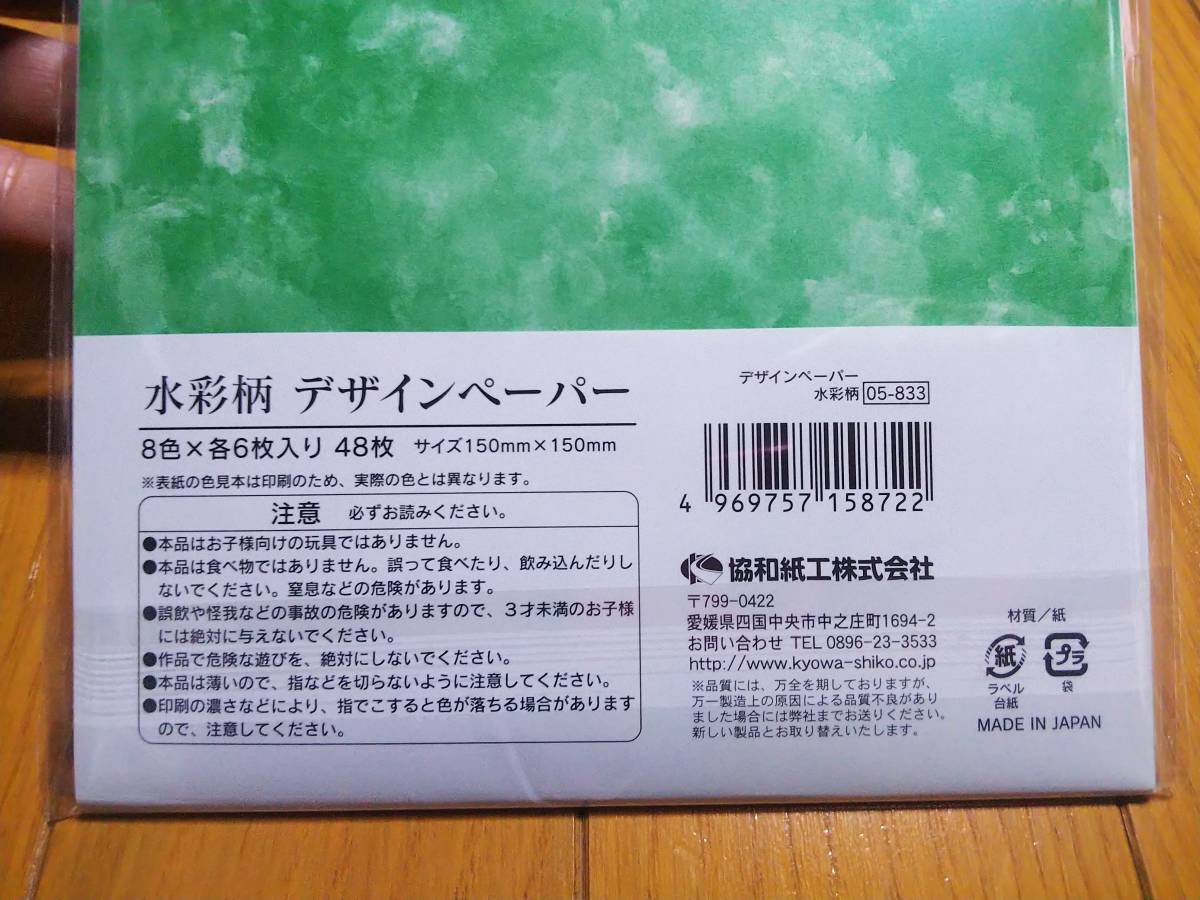 水彩柄 デザインペーパー
8色×各6枚入り 48枚 サイズ150mm×150mm
※表紙の色見本は印刷のため、実際の色とは異なります。
注意 必ずお読みください。
●本品はお子様向けの玩具ではありません。
●本品は食べ物ではありません。誤って食べたり、飲み込んだりし
ないでください。窒息などの危険があります。
●誤飲や怪我などの事故の危険がありますので、3才未満のお子様
には絶対に与えないでください。
●作品で危険な遊びを、絶対にしないでください。
●本品は薄いので、指などを切らないように注意してください。
●印刷の濃さなどにより、指でこすると色が落ちる場合があります
ので、注意してください。
デザインペーパー
水彩柄 05-833
4 969757 158722
協和紙工株式会社
〒799-0422
愛媛県四国中央市中之庄町1694-2
お問い合わせ TEL 0896-23-3533
http://www.kyowa-shiko.co.jp
※品質には、万全を期しておりますが、
万一製造上の原因による品質不良があり
ました場合には弊社までお送りください。
新しい製品とお取り替えいたします。
材質/紙
紙 プラ
ラベル 袋
台紙
MADE IN JAPAN